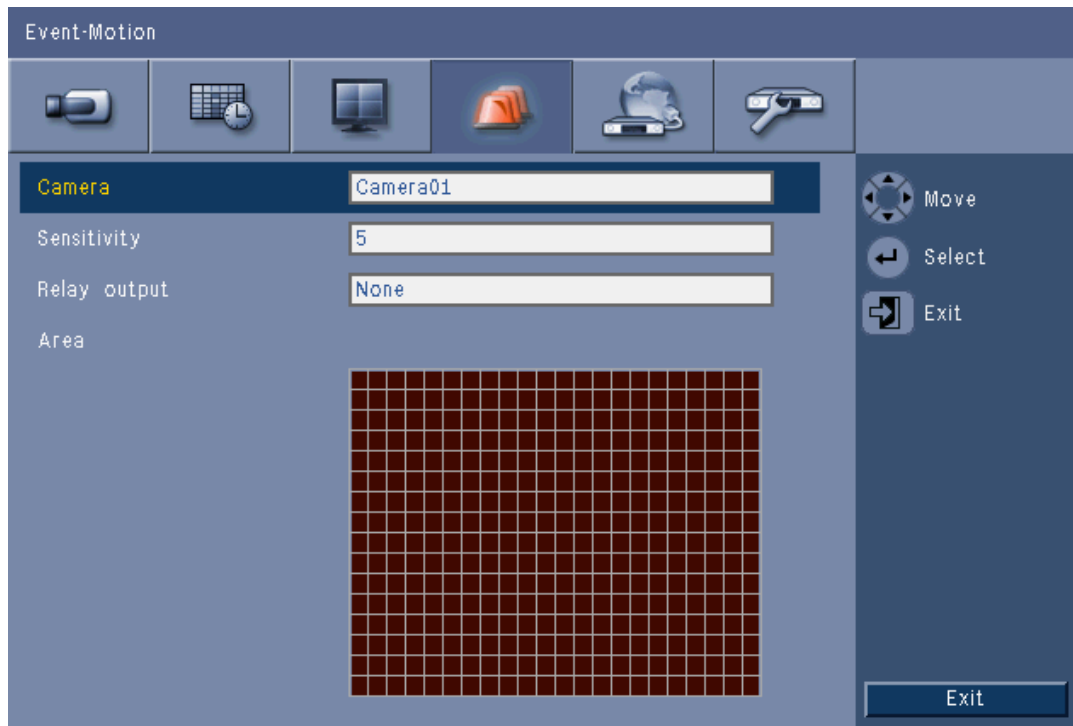 Event-Motion
Camera
Camera01
Sensitivity
5
Relay output
None
Area
Move
Select
Exit
Exit